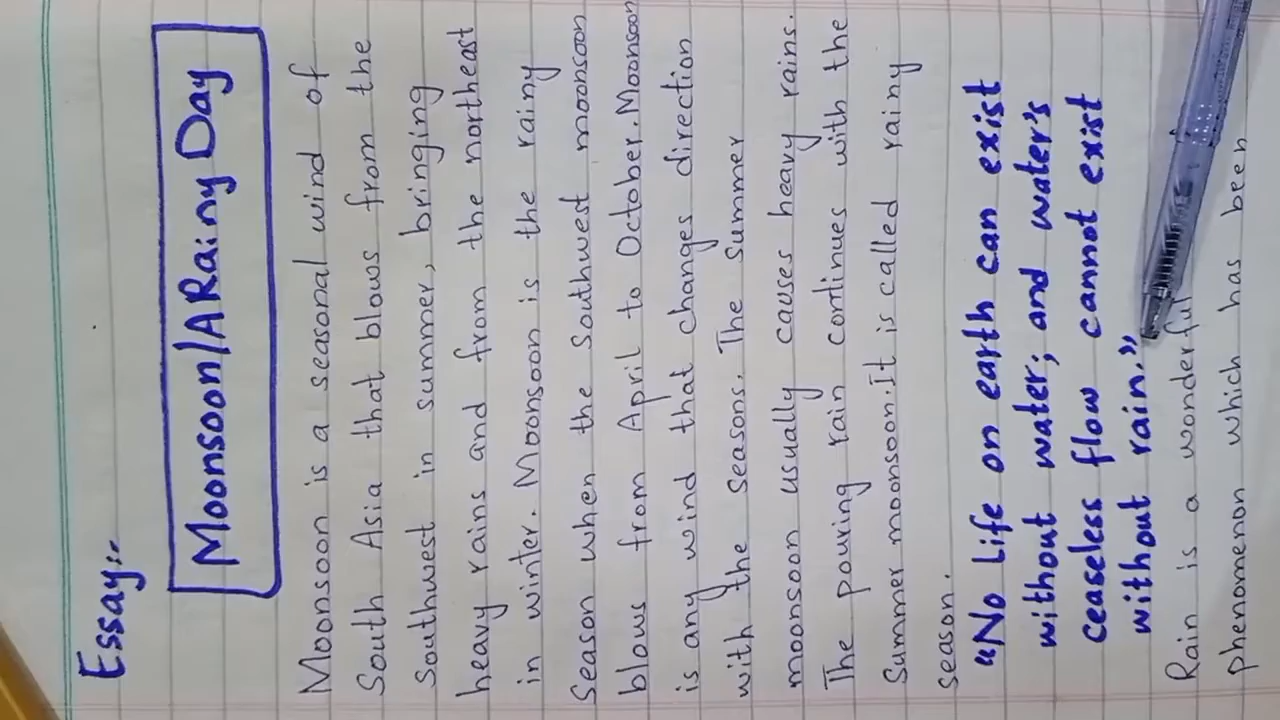 Essay:-
Moonsoon/A Rainy Day
Moonsoon is a seasonal wind of
South Asia that blows from the
Southwest in summer, bringing
heavy rains and from the northeast
in winter. Moonsoon is the rainy
Season when the Southwest moonsoon
blows from April to October. Moonsoon
is any wind that changes direction
with the seasons. The summer
moonsoon usually causes heavy rains.
The pouring rain continues with the
Summer moonsoon. It is called rainy
season.
"No Life on earth can exist
without water; and water's
ceaseless flow cannot exist
without rain."
Rain is a wonderful
phenomenon which has been